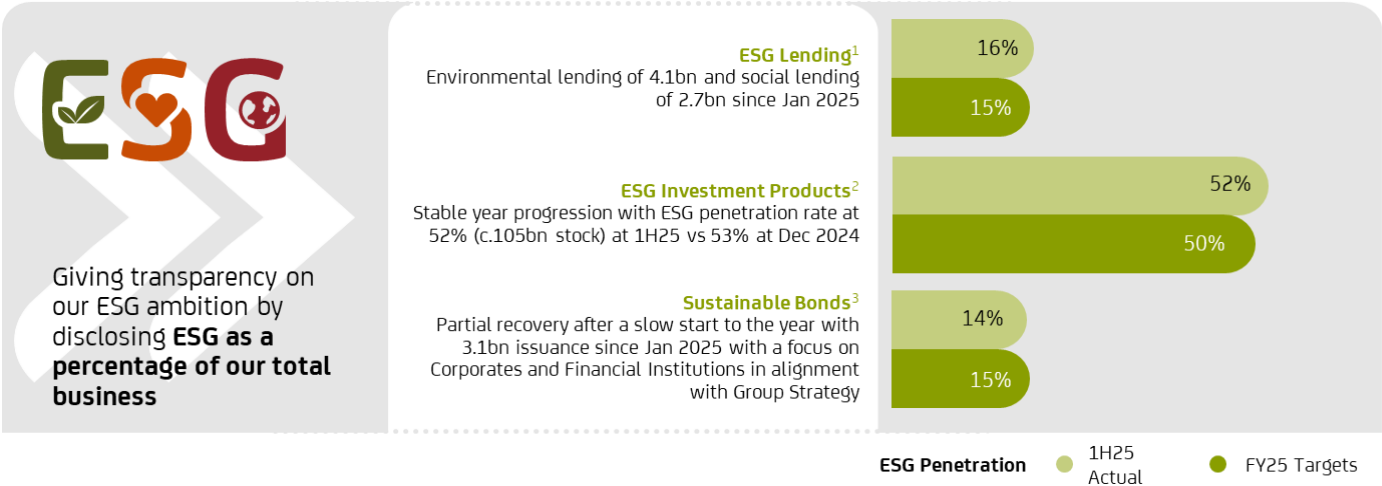 ESG
Giving transparency on
our ESG ambition by
disclosing ESG as a
percentage of our total
business
ESG Lending1
Environmental lending of 4.1bn and social lending
of 2.7bn since Jan 2025
16%
15%
ESG Investment Products2
Stable year progression with ESG penetration rate at
52% (c.105bn stock) at 1H25 vs 53% at Dec 2024
52%
50%
Sustainable Bonds3
Partial recovery after a slow start to the year with
3.1bn issuance since Jan 2025 with a focus on
Corporates and Financial Institutions in alignment
with Group Strategy
14%
15%
ESG Penetration
1H25
Actual
FY25 Targets